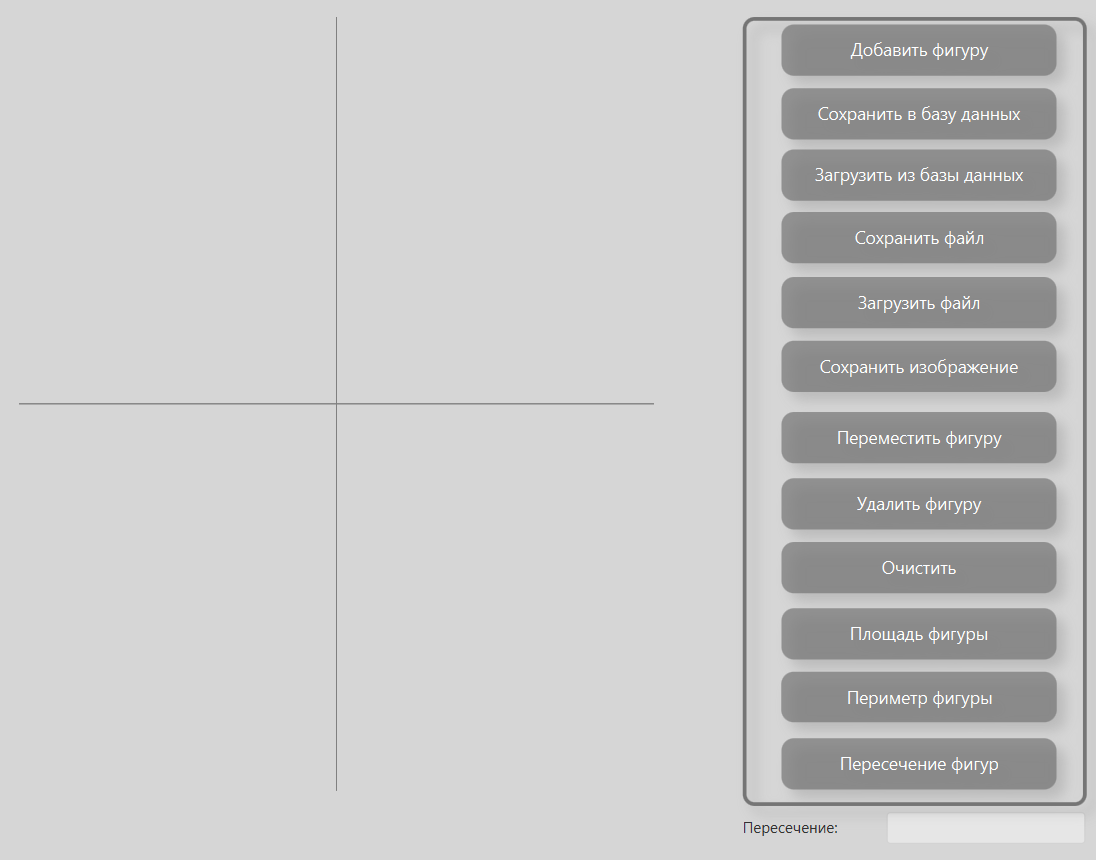 Добавить фигуру
Сохранить в базу данных
Загрузить из базы данных
Сохранить файл
Загрузить файл
Сохранить изображение
Переместить фигуру
Удалить фигуру
Очистить
Площадь фигуры
Периметр фигуры
Пересечение фигур
Пересечение: